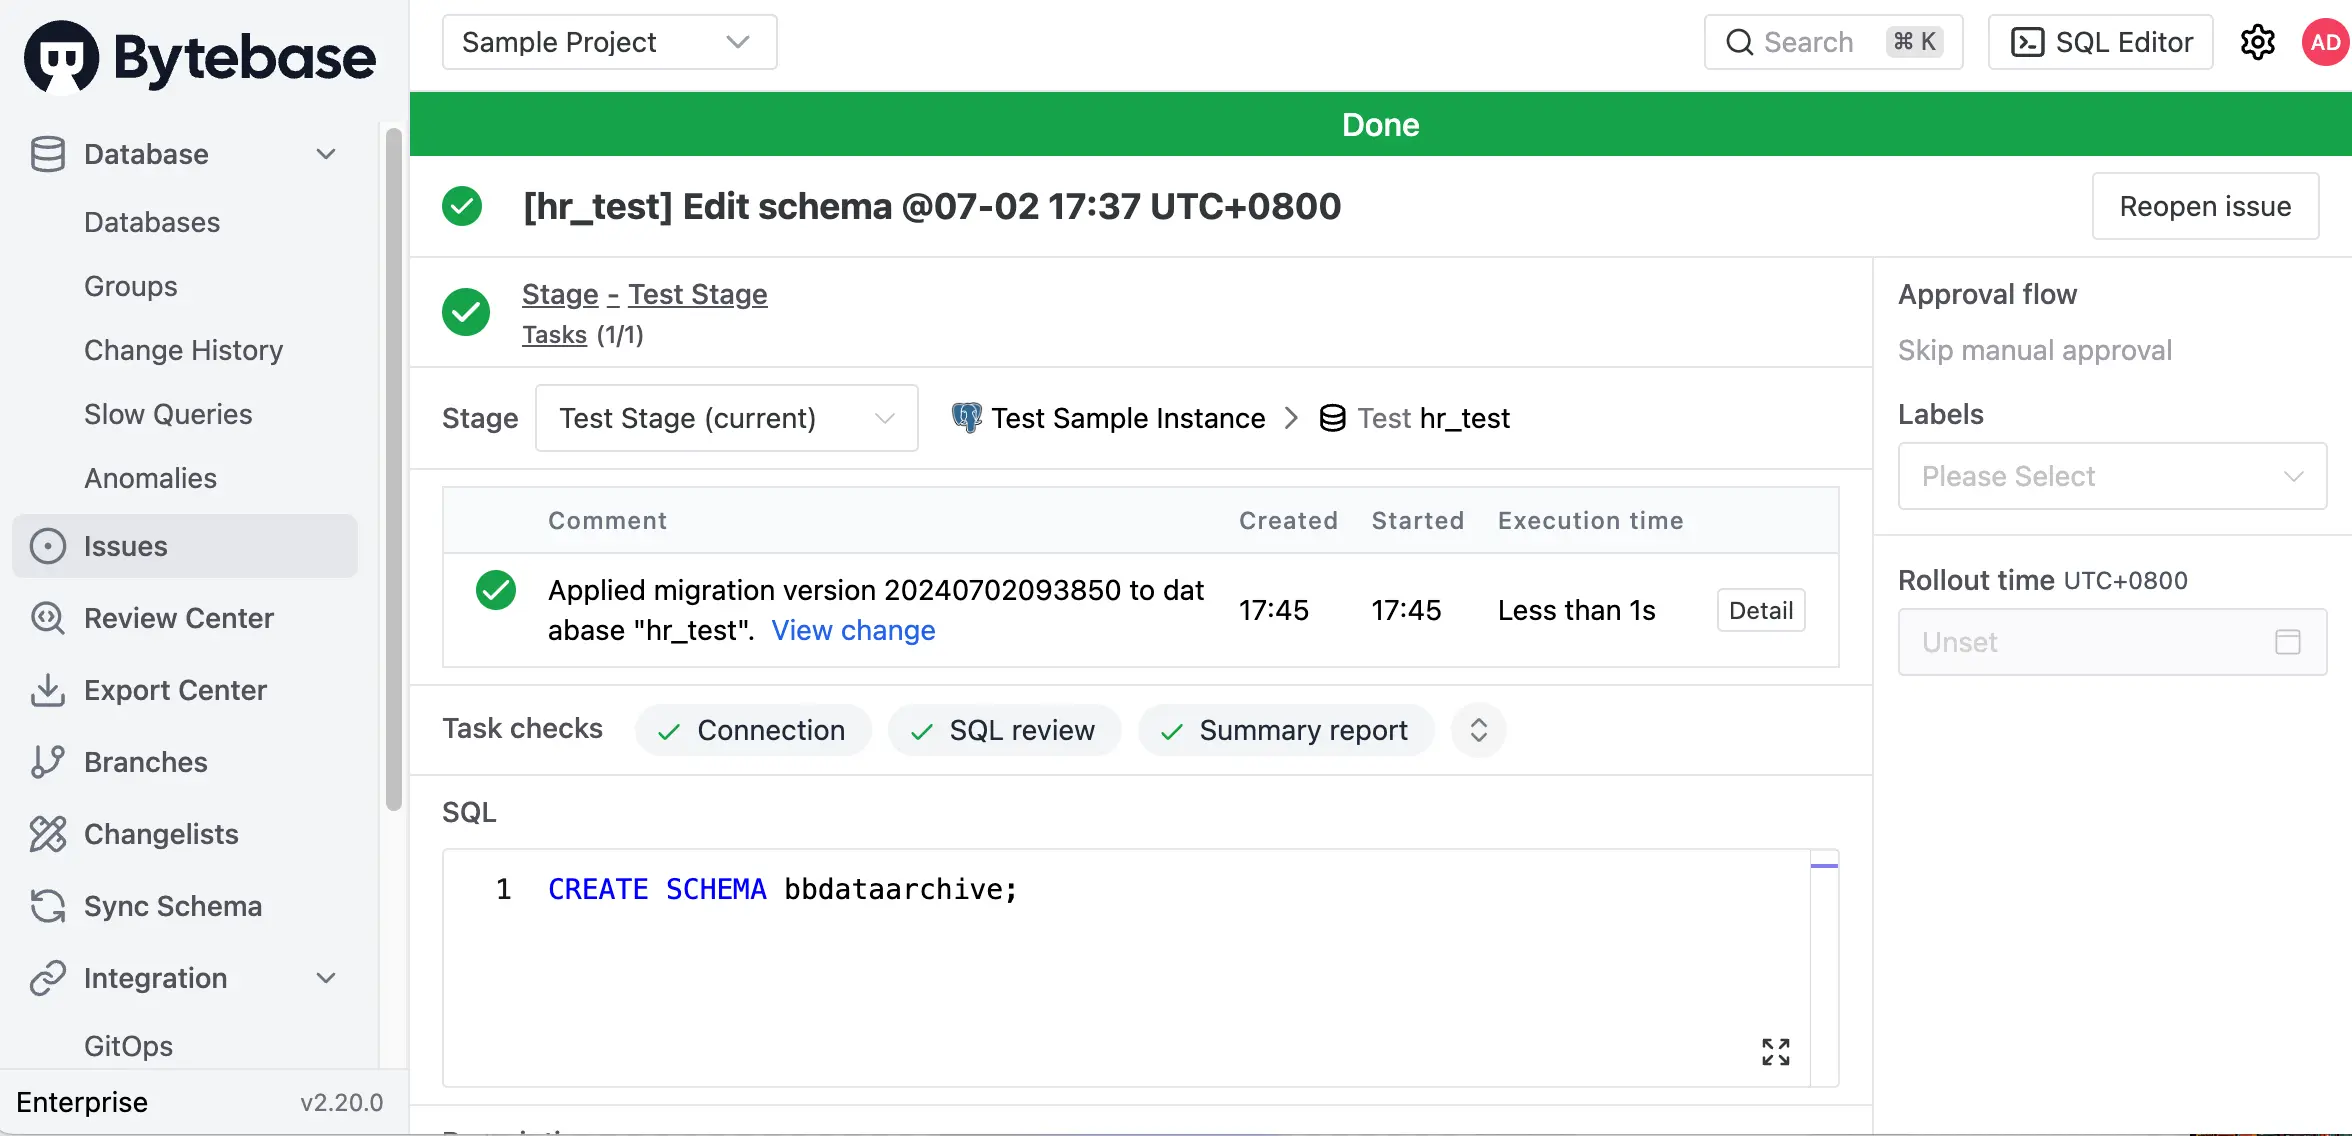 Bytebase
Sample Project
Search ⌘ K
SQL Editor
AD
Database
Databases
Groups
Change History
Slow Queries
Anomalies
Issues
Review Center
Export Center
Branches
Changelists
Sync Schema
Integration
GitOps
Enterprise v2.20.0
Done
[hr_test] Edit schema @07-02 17:37 UTC+0800
Reopen issue
Stage - Test Stage
Tasks (1/1)
Stage Test Stage (current) Test Sample Instance > Test hr_test
Comment Created Started Execution time
Applied migration version 20240702093850 to dat
abase "hr_test". View change
17:45 17:45 Less than 1s Detail
Task checks Connection SQL review Summary report
SQL
1 CREATE SCHEMA bbdataarchive;
Approval flow
Skip manual approval
Labels
Please Select
Rollout time UTC+0800
Unset